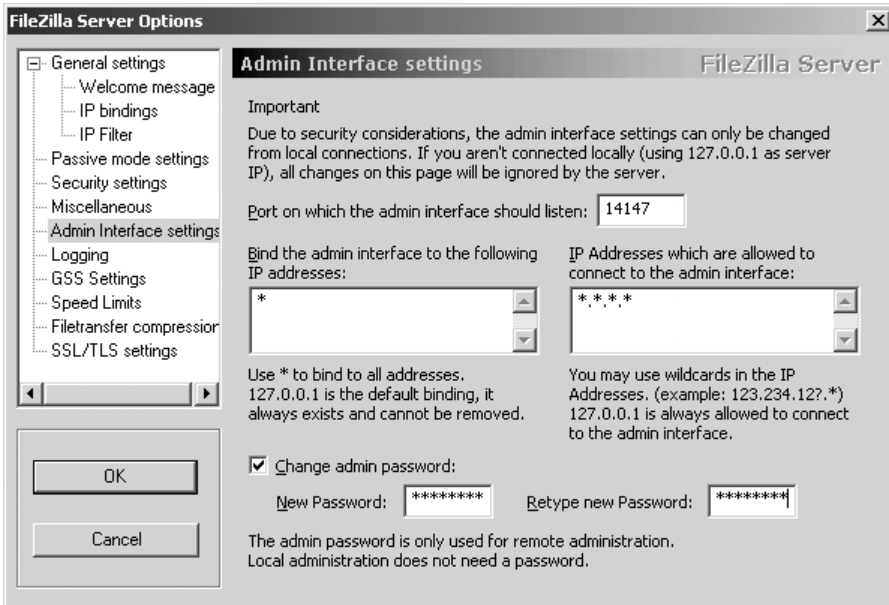 FileZilla Server Options
General settings
Welcome message
IP bindings
IP Filter
Passive mode settings
Security settings
Miscellaneous
Admin Interface settings
Logging
GSS Settings
Speed Limits
Filetransfer compression
SSL/TLS settings
OK
Cancel
Admin Interface settings
FileZilla Server
Important
Due to security considerations, the admin interface settings can only be changed
from local connections. If you aren't connected locally (using 127.0.0.1 as server
IP), all changes on this page will be ignored by the server.
Port on which the admin interface should listen: 14147
Bind the admin interface to the following
IP addresses:
*
Use * to bind to all addresses.
127.0.0.1 is the default binding, it
always exists and cannot be removed.
IP Addresses which are allowed to
connect to the admin interface:
*.*.*.*
You may use wildcards in the IP
Addresses. (example: 123.234.12?.*)
127.0.0.1 is always allowed to connect
to the admin interface.
Change admin password:
New Password: ******** Retype new Password: ********
The admin password is only used for remote administration.
Local administration does not need a password.